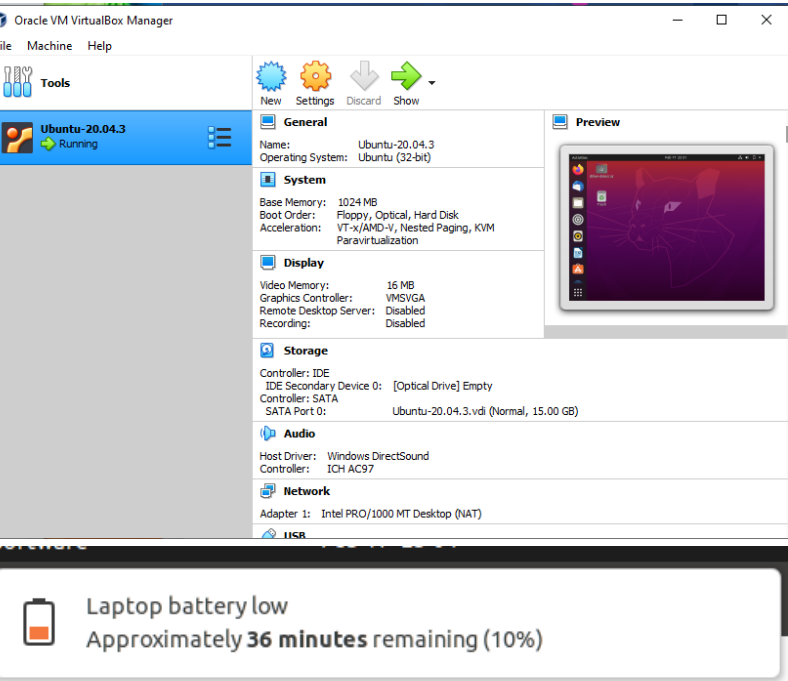 Oracle VM VirtualBox Manager
ile Machine Help
Tools
New Settings Discard Show
Ubuntu-20.04.3
Running
General
Name: Ubuntu-20.04.3
Operating System: Ubuntu (32-bit)
System
Base Memory: 1024 MB
Boot Order: Floppy, Optical, Hard Disk
Acceleration: VT-x/AMD-V, Nested Paging, KVM
Paravirtualization
Display
Video Memory: 16 MB
Graphics Controller: VMSVGA
Remote Desktop Server: Disabled
Recording: Disabled
Storage
Controller: IDE
IDE Secondary Device 0: [Optical Drive] Empty
Controller: SATA
SATA Port 0: Ubuntu-20.04.3.vdi (Normal, 15.00 GB)
Audio
Host Driver: Windows DirectSound
Controller: ICH AC97
Network
Adapter 1: Intel PRO/1000 MT Desktop (NAT)
USB
Preview
Laptop battery low
Approximately 36 minutes remaining (10%)